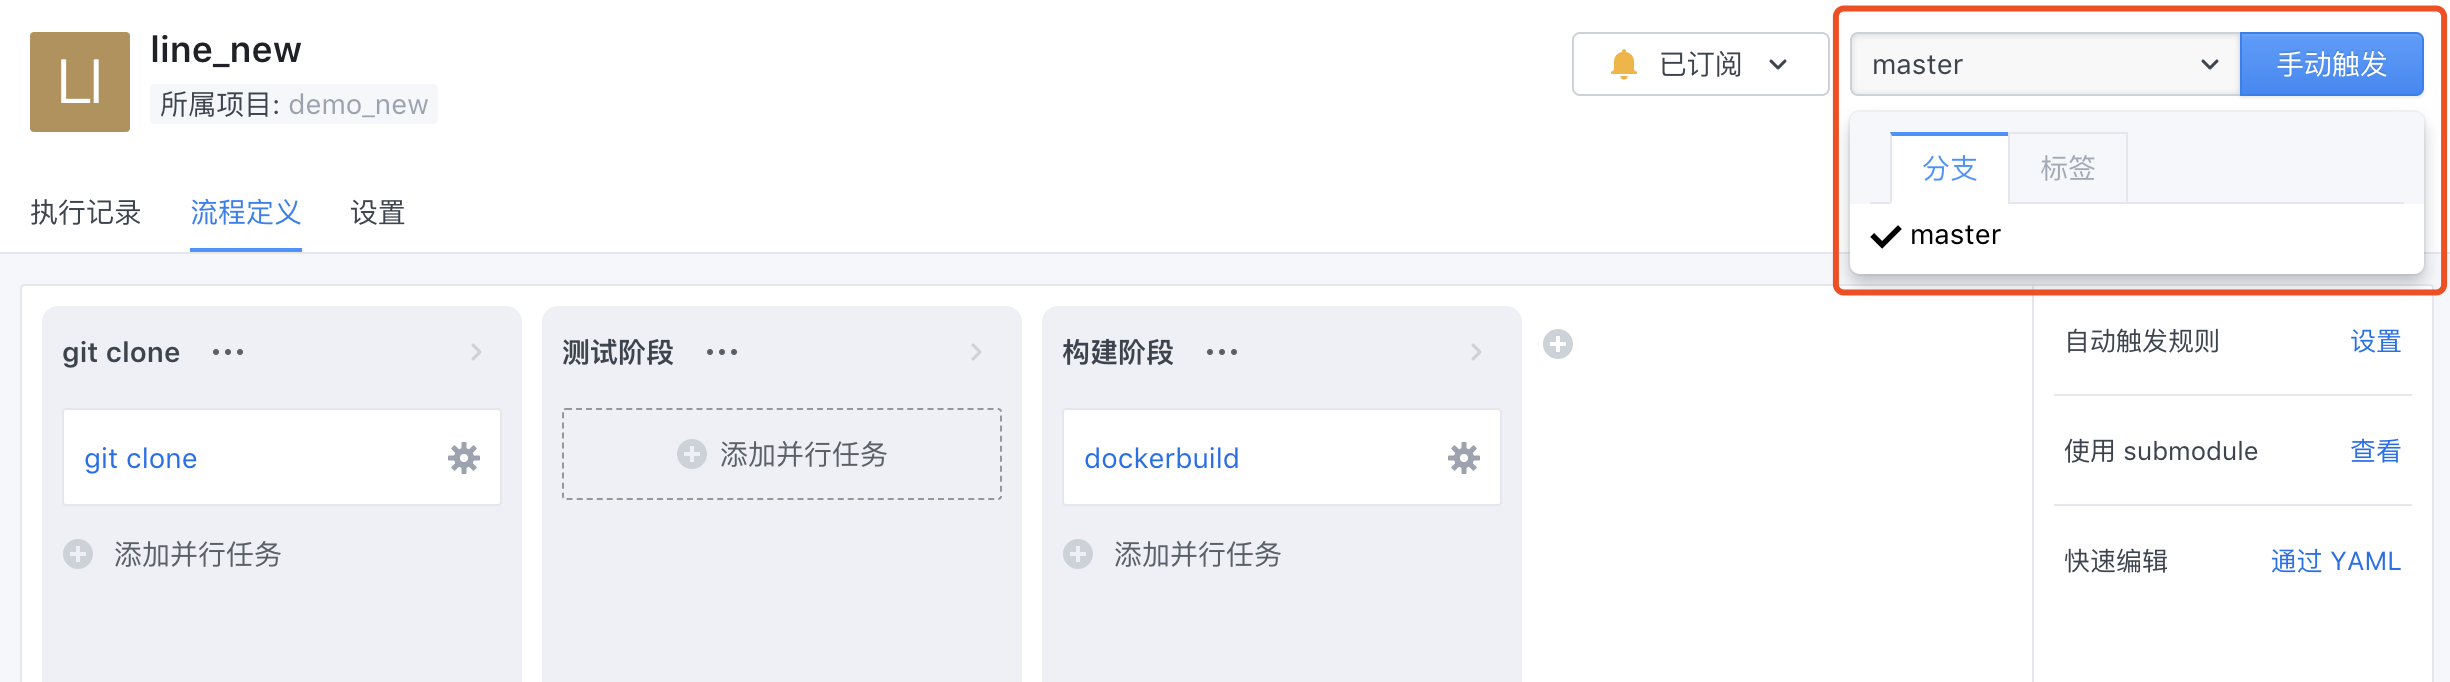 LI
line_new
所属项目: demo_new
已订阅
master
手动触发
分支
标签
master
执行记录
流程定义
设置
git clone
git clone
添加并行任务
测试阶段
添加并行任务
构建阶段
dockerbuild
添加并行任务
自动触发规则
设置
使用 submodule
查看
快速编辑
通过 YAML